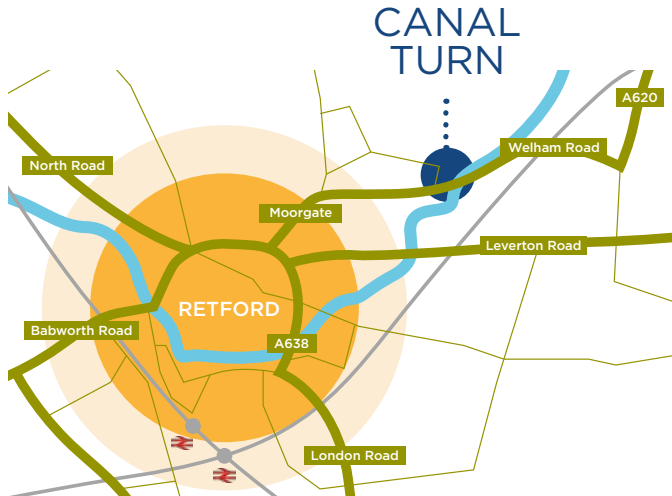 CANAL
TURN
A620
Welham Road
North Road
Moorgate
Leverton Road
RETFORD
Babworth Road
A638
London Road